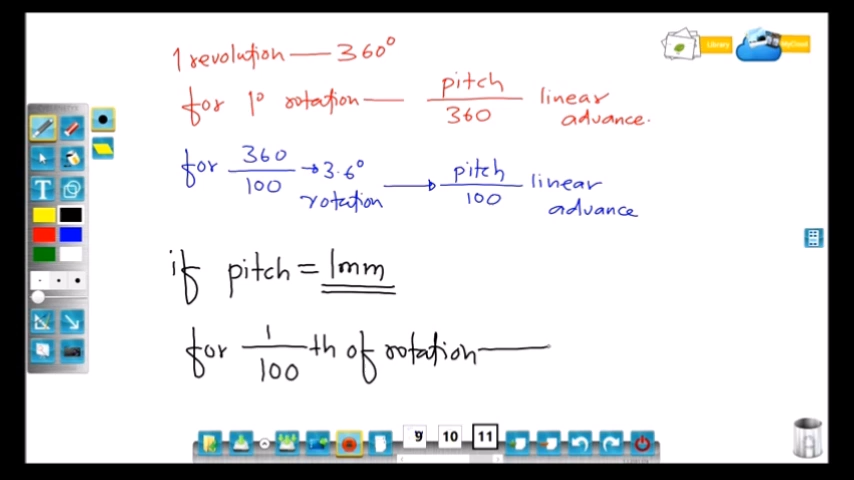 1 revolution — 360°
for 1° rotation — pitch/360 linear advance.
for 360/100 → 3.6° rotation → pitch/100 linear advance
if pitch = 1mm
for 1/100 th of rotation —
Library
MyCloud
T
9 10 11